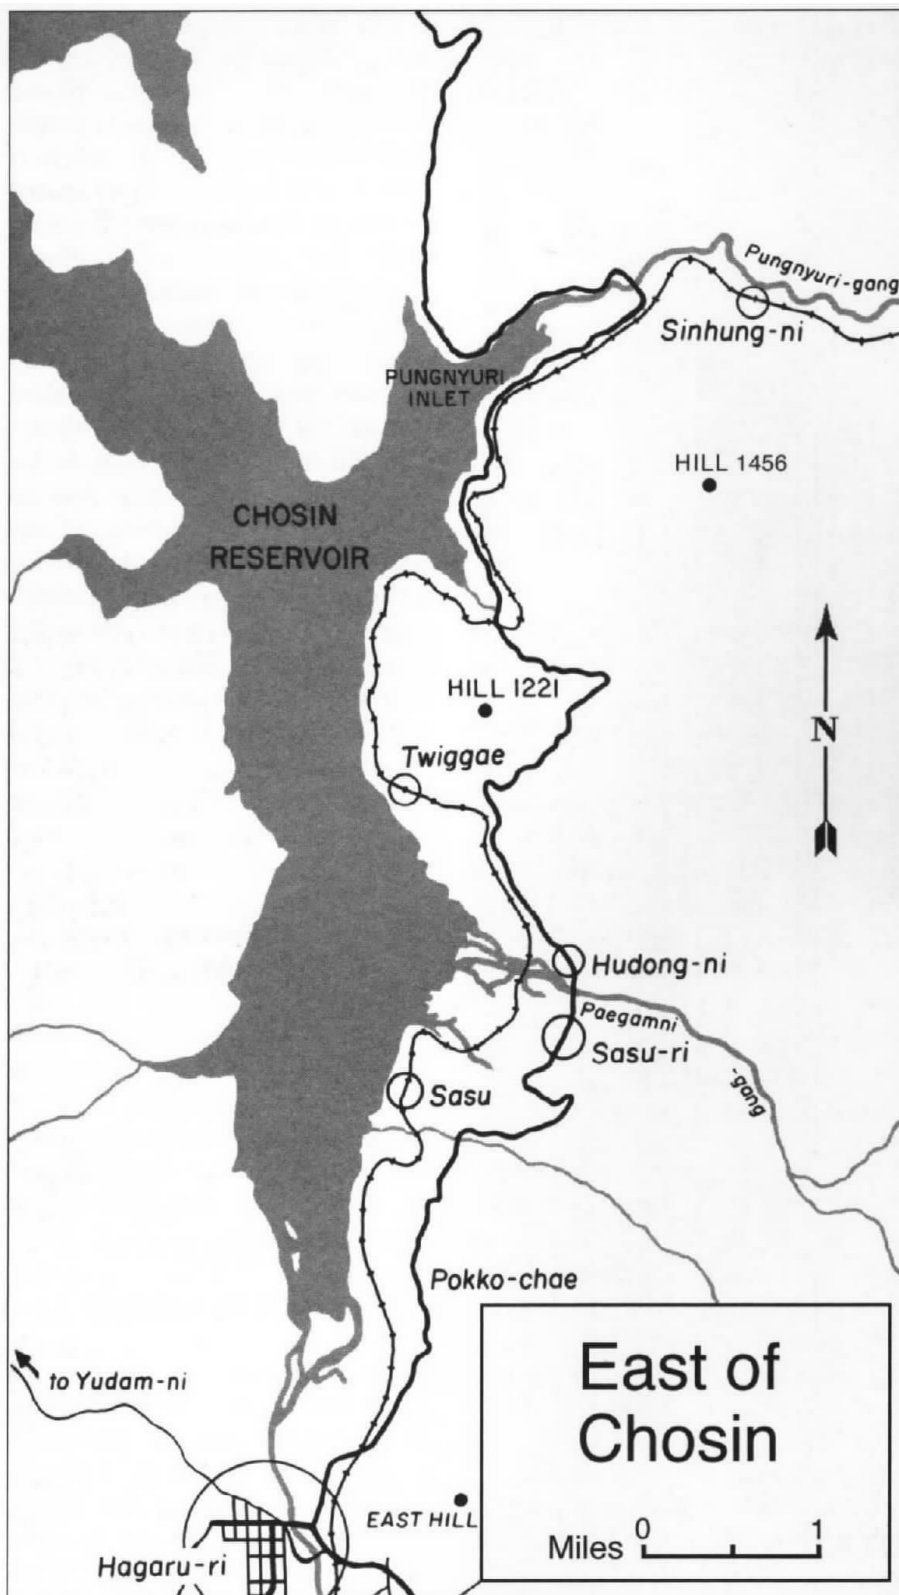 Pungnyuri-gang
Sinhung-ni
PUNGNYURI
INLET
HILL 1456
CHOSIN
RESERVOIR
HILL 1221
N
Twiggae
Hudong-ni
Paegamni
-gang
Sasu-ri
Sasu
Pokko-chae
to Yudam-ni
East of
Chosin
EAST HILL
0 1
Miles
Hagaru-ri